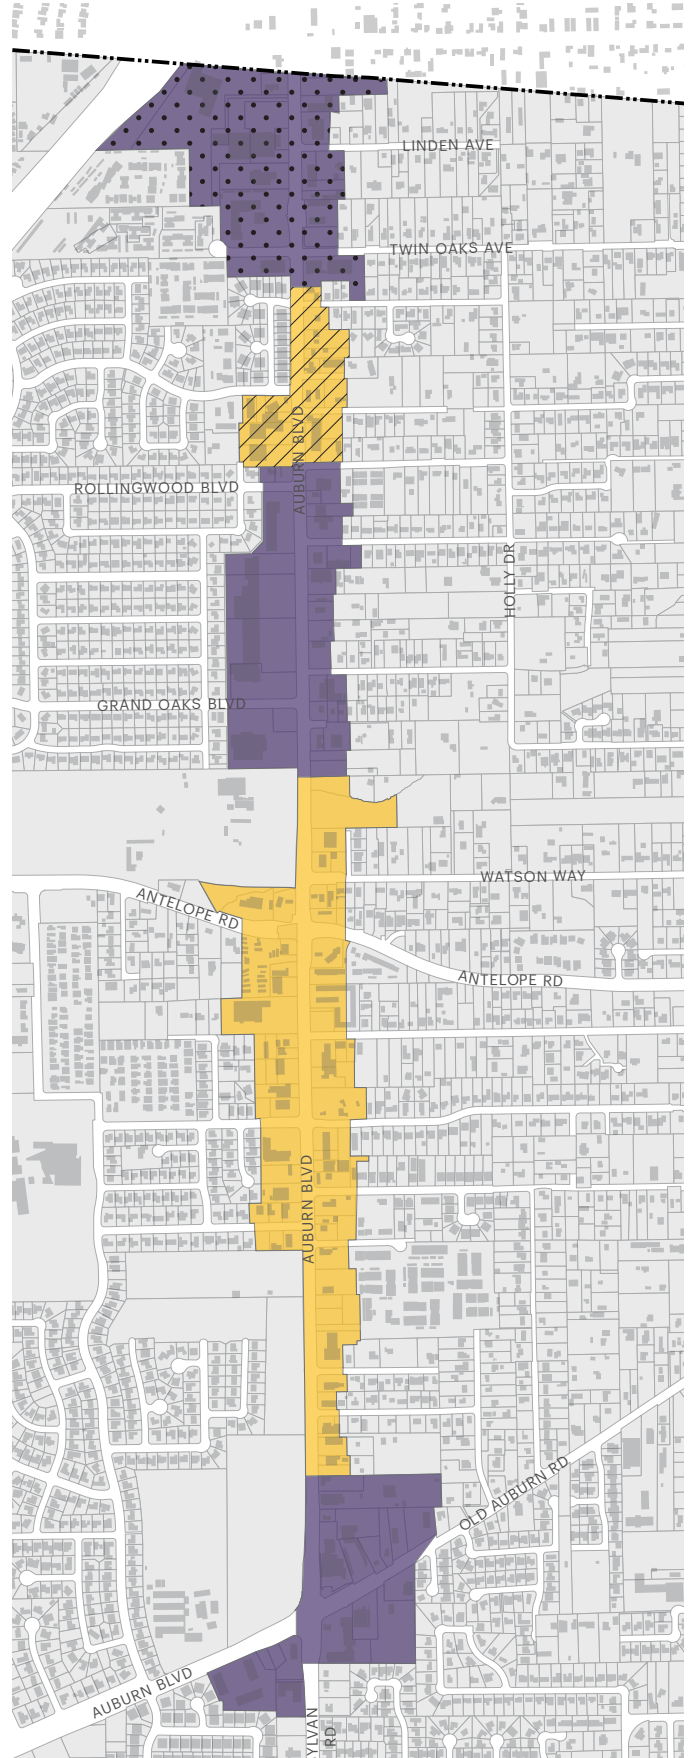 LINDEN AVE
TWIN OAKS AVE
AUBURN BLVD
ROLLINGWOOD BLVD
HOLLY DR
GRAND OAKS BLVD
WATSON WAY
ANTELOPE RD
ANTELOPE RD
AUBURN BLVD
OLD AUBURN RD
AUBURN BLVD
YLVAN
RD